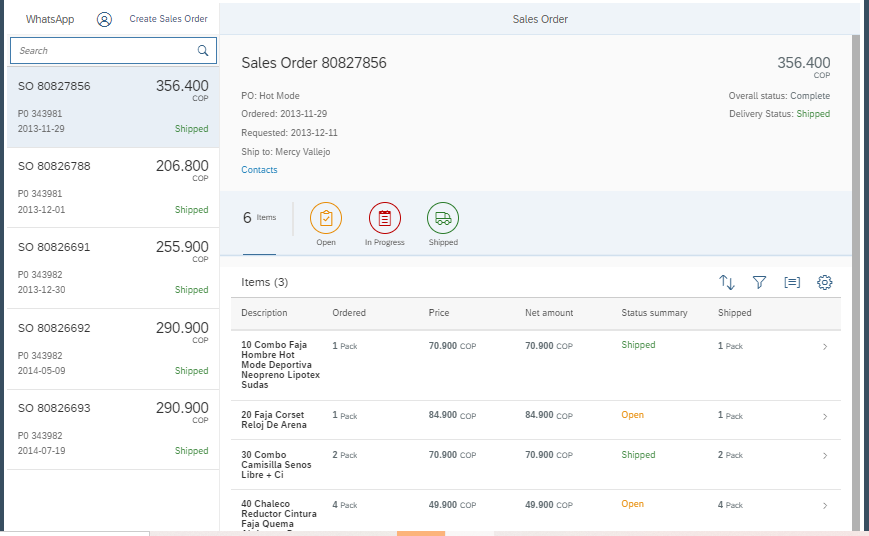 WhatsApp
Create Sales Order
Search
SO 80827856
356.400
COP
P0 343981
2013-11-29
Shipped
SO 80826788
206.800
COP
P0 343981
2013-12-01
Shipped
SO 80826691
255.900
COP
P0 343982
2013-12-30
Shipped
SO 80826692
290.900
COP
P0 343982
2014-05-09
Shipped
SO 80826693
290.900
COP
P0 343982
2014-07-19
Shipped
Sales Order
Sales Order 80827856
356.400
COP
PO: Hot Mode
Overall status: Complete
Ordered: 2013-11-29
Delivery Status: Shipped
Requested: 2013-12-11
Ship to: Mercy Vallejo
Contacts
6 Items
Open
In Progress
Shipped
Items (3)
Description Ordered Price Net amount Status summary Shipped
10 Combo Faja 1 Pack 70.900 COP 70.900 COP Shipped 1 Pack
Hombre Hot
Mode Deportiva
Neopreno Lipotex
Sudas
20 Faja Corset 1 Pack 84.900 COP 84.900 COP Open 1 Pack
Reloj De Arena
30 Combo 2 Pack 70.900 COP 70.900 COP Shipped 2 Pack
Camisilla Senos
Libre + Ci
40 Chaleco 4 Pack 49.900 COP 49.900 COP Open 4 Pack
Reductor Cintura
Faja Quema